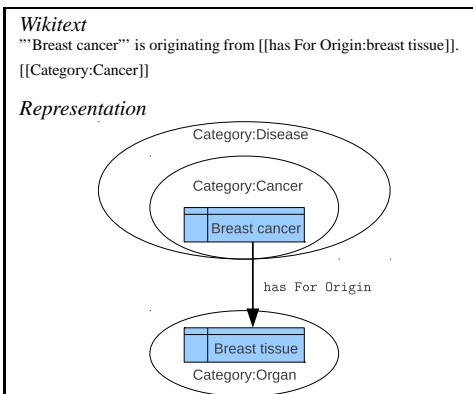 Wikitext
”’Breast cancer”’ is originating from [[has For Origin:breast tissue]].
[[Category:Cancer]]
Representation
Category:Disease
Category:Cancer
Breast cancer
has For Origin
Breast tissue
Category:Organ